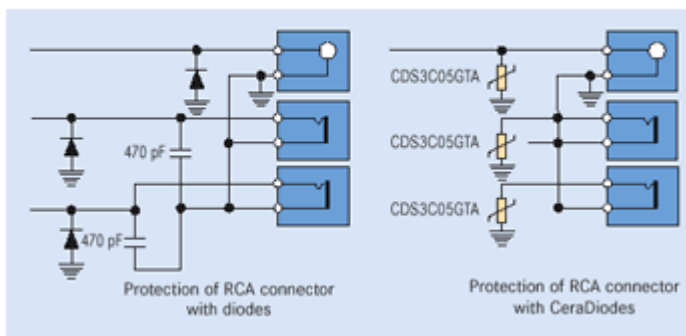 CDS3C05GTA
470 pF
CDS3C05GTA
CDS3C05GTA
470 pF
Protection of RCA connector
with diodes
Protection of RCA connector
with CeraDiodes